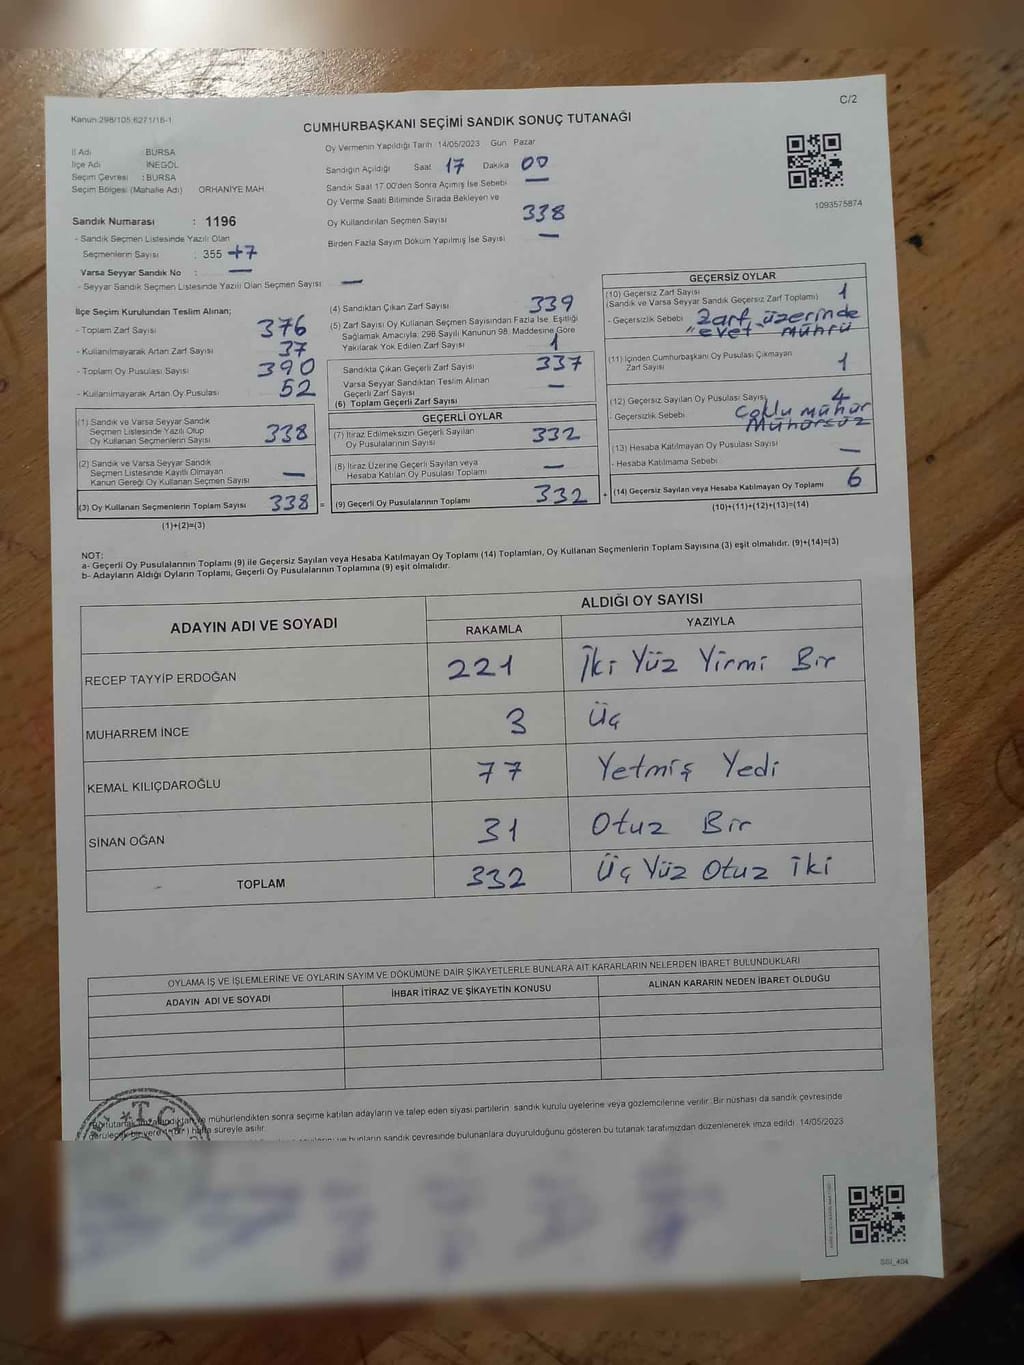 Kanun:298/105.6271/18-1
C/2
CUMHURBAŞKANI SEÇİMİ SANDIK SONUÇ TUTANAĞI
İl Adı : BURSA
İlçe Adı : İNEGÖL
Seçim Çevresi : BURSA
Seçim Bölgesi (Mahalle Adı) ORHANİYE MAH.
Sandık Numarası : 1196
- Sandık Seçmen Listesinde Yazılı Olan
Seçmenlerin Sayısı : 355 +7
Varsa Seyyar Sandık No : —
- Seyyar Sandık Seçmen Listesinde Yazılı Olan Seçmen Sayısı —
Oy Vermenin Yapıldığı Tarih 14/05/2023 Gün Pazar
Sandığın Açıldığı Saat 17 Dakika 00
Sandık Saat 17.00'den Sonra Açımış İse Sebebi —
Oy Verme Saati Bitiminde Sırada Bekleyen ve
Oy Kullandırılan Seçmen Sayısı 338
Birden Fazla Sayım Döküm Yapılmış İse Sayısı —
1093575874
İlçe Seçim Kurulundan Teslim Alınan;
- Toplam Zarf Sayısı 376
- Kullanılmayarak Artan Zarf Sayısı 37
- Toplam Oy Pusulası Sayısı 390
- Kullanılmayarak Artan Oy Pusulası 52
(1) Sandık ve Varsa Seyyar Sandık
Seçmen Listesinde Yazılı Olup
Oy Kullanan Seçmenlerin Sayısı 338
(2) Sandık ve Varsa Seyyar Sandık
Seçmen Listesinde Kayıtlı Olmayan
Kanun Gereği Oy Kullanan Seçmen Sayısı —
(3) Oy Kullanan Seçmenlerin Toplam Sayısı 338 =
(1)+(2)=(3)
(4) Sandıktan Çıkan Zarf Sayısı 339
(5) Zarf Sayısı Oy Kullanan Seçmen Sayısından Fazla İse, Eşitliği
Sağlamak Amacıyla; 298 Sayılı Kanunun 98. Maddesine Göre
Yakılarak Yok Edilen Zarf Sayısı 1
Sandıkta Çıkan Geçerli Zarf Sayısı 337
Varsa Seyyar Sandıktan Teslim Alınan
Geçerli Zarf Sayısı —
(6) Toplam Geçerli Zarf Sayısı
GEÇERLİ OYLAR
(7) İtiraz Edilmeksizin Geçerli Sayılan
Oy Pusulalarının Sayısı 332
(8) İtiraz Üzerine Geçerli Sayılan veya
Hesaba Katılan Oy Pusulası Toplamı —
(9) Geçerli Oy Pusulalarının Toplamı 332 +
GEÇERSİZ OYLAR
(10) Geçersiz Zarf Sayısı
(Sandık ve Varsa Seyyar Sandık Geçersiz Zarf Toplamı) 1
- Geçersizlik Sebebi Zarf üzerinde
"evet" mührü
(11) İçinden Cumhurbaşkanı Oy Pusulası Çıkmayan
Zarf Sayısı 1
(12) Geçersiz Sayılan Oy Pusulası Sayısı 4
- Geçersizlik Sebebi Çoklu mühür
Mühürsüz
(13) Hesaba Katılmayan Oy Pusulası Sayısı —
- Hesaba Katılmama Sebebi
(14) Geçersiz Sayılan veya Hesaba Katılmayan Oy Toplamı 6
(10)+(11)+(12)+(13)=(14)
NOT:
a- Geçerli Oy Pusulalarının Toplamı (9) ile Geçersiz Sayılan veya Hesaba Katılmayan Oy Toplamı (14) Toplamları, Oy Kullanan Seçmenlerin Toplam Sayısına (3) eşit olmalıdır. (9)+(14)=(3)
b- Adayların Aldığı Oyların Toplamı, Geçerli Oy Pusulalarının Toplamına (9) eşit olmalıdır.
ADAYIN ADI VE SOYADI
ALDIĞI OY SAYISI
RAKAMLA YAZIYLA
RECEP TAYYİP ERDOĞAN 221 İki Yüz Yirmi Bir
MUHARREM İNCE 3 Üç
KEMAL KILIÇDAROĞLU 77 Yetmiş Yedi
SİNAN OĞAN 31 Otuz Bir
TOPLAM 332 Üç Yüz Otuz İki
OYLAMA İŞ VE İŞLEMLERİNE VE OYLARIN SAYIM VE DÖKÜMÜNE DAİR ŞİKAYETLERLE BUNLARA AİT KARARLARIN NELERDEN İBARET BULUNDUKLARI
ADAYIN ADI VE SOYADI İHBAR İTİRAZ VE ŞİKAYETİN KONUSU ALINAN KARARIN NEDEN İBARET OLDUĞU
T.C.
mühürlendikten sonra seçime katılan adayların ve talep eden siyasi partilerin sandık kurulu üyelerine veya gözlemcilerine verilir. Bir nüshası da sandık çevresinde
hafta süreyle asılır.
ve bunların sandık çevresinde bulunanlara duyurulduğunu gösteren bu tutanak tarafımızdan düzenlenerek imza edildi. 14/05/2023
SSI_404